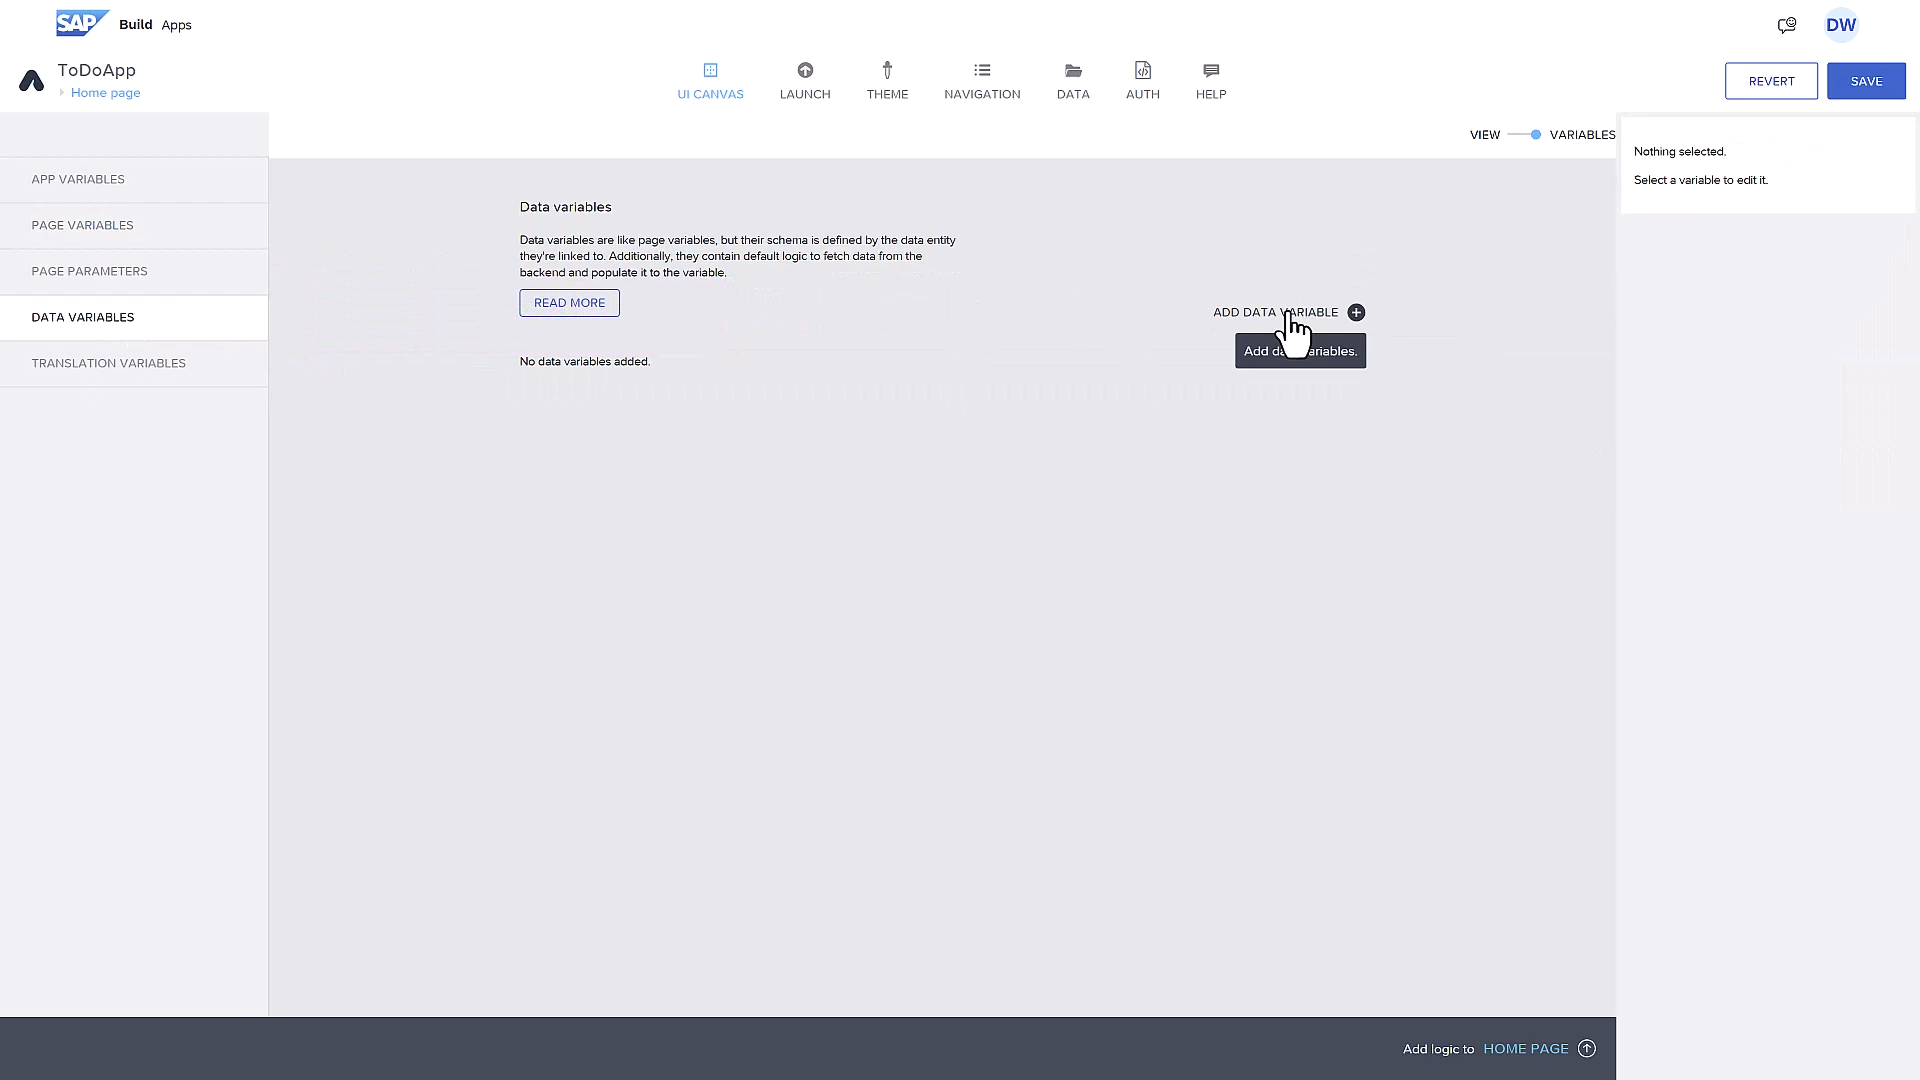 SAP Build Apps
DW
ToDoApp
Home page
UI CANVAS
LAUNCH
THEME
NAVIGATION
DATA
AUTH
HELP
REVERT
SAVE
VIEW
VARIABLES
APP VARIABLES
PAGE VARIABLES
PAGE PARAMETERS
DATA VARIABLES
TRANSLATION VARIABLES
Data variables
Data variables are like page variables, but their schema is defined by the data entity
they're linked to. Additionally, they contain default logic to fetch data from the
backend and populate it to the variable.
READ MORE
ADD DATA VARIABLE
Add data variables.
No data variables added.
Nothing selected.
Select a variable to edit it.
Add logic to HOME PAGE